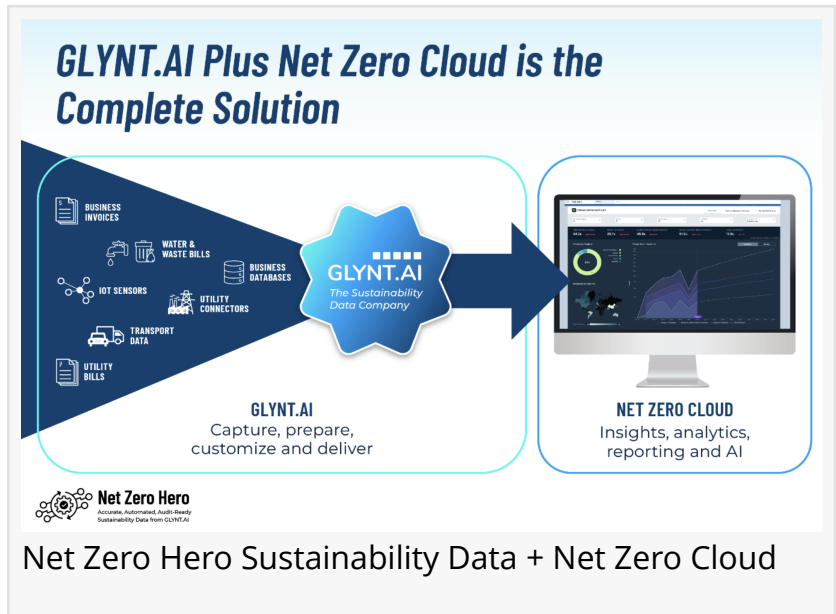 GLYNT.AI Plus Net Zero Cloud is the
Complete Solution
BUSINESS
INVOICES
WATER &
WASTE BILLS
BUSINESS
DATABASES
IOT SENSORS
UTILITY
CONNECTORS
TRANSPORT
DATA
UTILITY
BILLS
GLYNT.AI
The Sustainability
Data Company
GLYNT.AI
Capture, prepare,
customize and deliver
NET ZERO CLOUD
Insights, analytics,
reporting and AI
Net Zero Hero
Accurate, Automated, Audit-Ready
Sustainability Data from GLYNT.AI
Net Zero Hero Sustainability Data + Net Zero Cloud